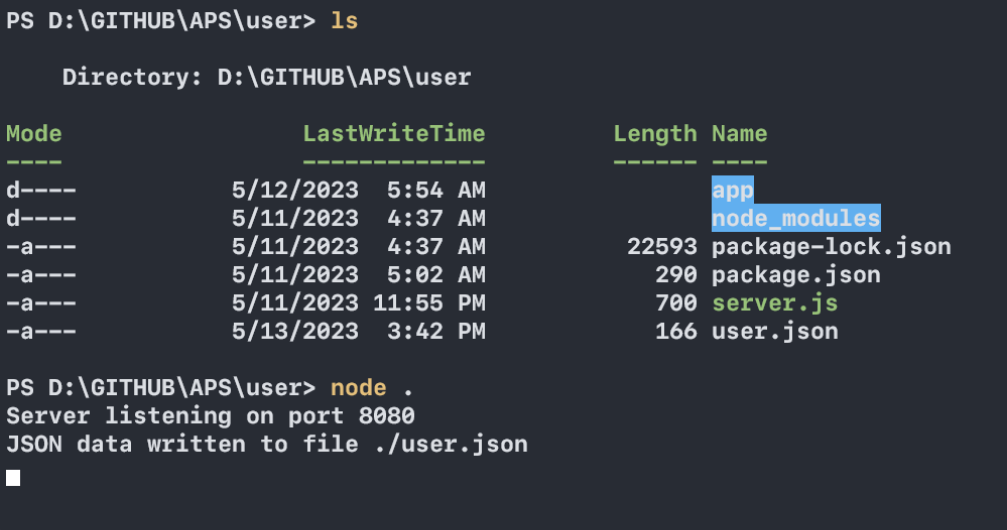 PS D:\GITHUB\APS\user> ls
Directory: D:\GITHUB\APS\user
Mode LastWriteTime Length Name
---- ------------- ------ ----
d---- 5/12/2023 5:54 AM app
d---- 5/11/2023 4:37 AM node_modules
-a--- 5/11/2023 4:37 AM 22593 package-lock.json
-a--- 5/11/2023 5:02 AM 290 package.json
-a--- 5/11/2023 11:55 PM 700 server.js
-a--- 5/13/2023 3:42 PM 166 user.json
PS D:\GITHUB\APS\user> node .
Server listening on port 8080
JSON data written to file ./user.json